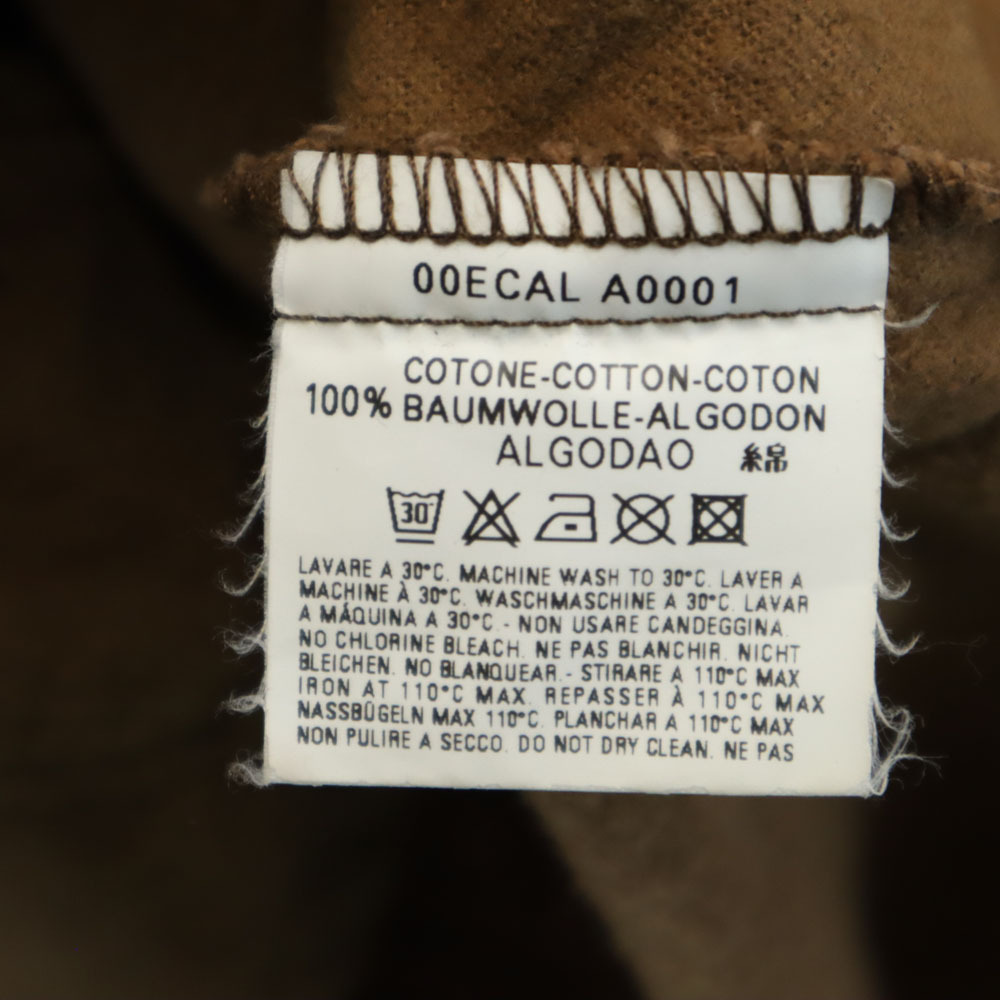 00ECAL A0001
COTONE-COTTON-COTON
100% BAUMWOLLE-ALGODON
ALGODAO 綿
30°
LAVARE A 30°C. MACHINE WASH TO 30°C. LAVER A
MACHINE À 30°C. WASCHMASCHINE A 30°C. LAVAR
A MÁQUINA A 30°C - NON USARE CANDEGGINA.
NO CHLORINE BLEACH. NE PAS BLANCHIR. NICHT
BLEICHEN. NO BLANQUEAR - STIRARE A 110°C MAX
IRON AT 110°C MAX. REPASSER À 110°C MAX
NASSBÜGELN MAX 110°C. PLANCHAR A 110°C MAX
NON PULIRE A SECCO. DO NOT DRY CLEAN. NE PAS